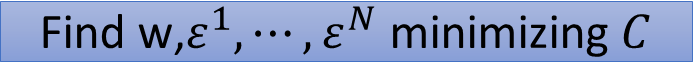 Find w,𝜀¹,⋯, 𝜀ᴺ minimizing 𝐶